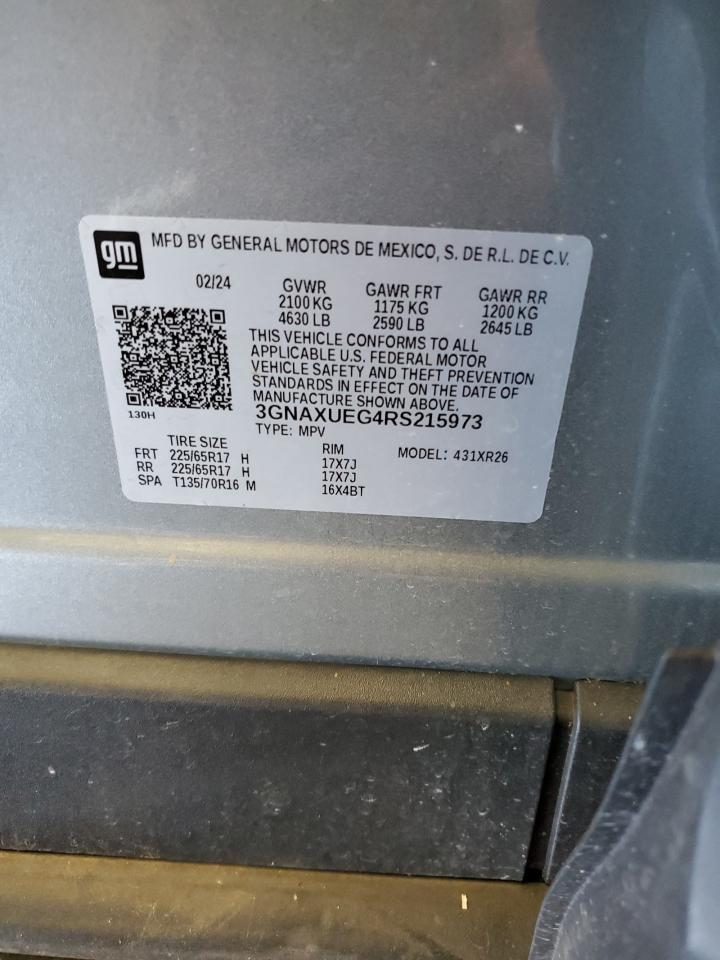 gm MFD BY GENERAL MOTORS DE MEXICO, S. DE R.L. DE C.V.
02/24 GVWR GAWR FRT GAWR RR
2100 KG 1175 KG 1200 KG
4630 LB 2590 LB 2645 LB
THIS VEHICLE CONFORMS TO ALL
APPLICABLE U.S. FEDERAL MOTOR
VEHICLE SAFETY AND THEFT PREVENTION
STANDARDS IN EFFECT ON THE DATE OF
MANUFACTURE SHOWN ABOVE.
130H
3GNAXUEG4RS215973
TYPE: MPV
TIRE SIZE RIM MODEL: 431XR26
FRT 225/65R17 H 17X7J
RR 225/65R17 H 17X7J
SPA T135/70R16 M 16X4BT